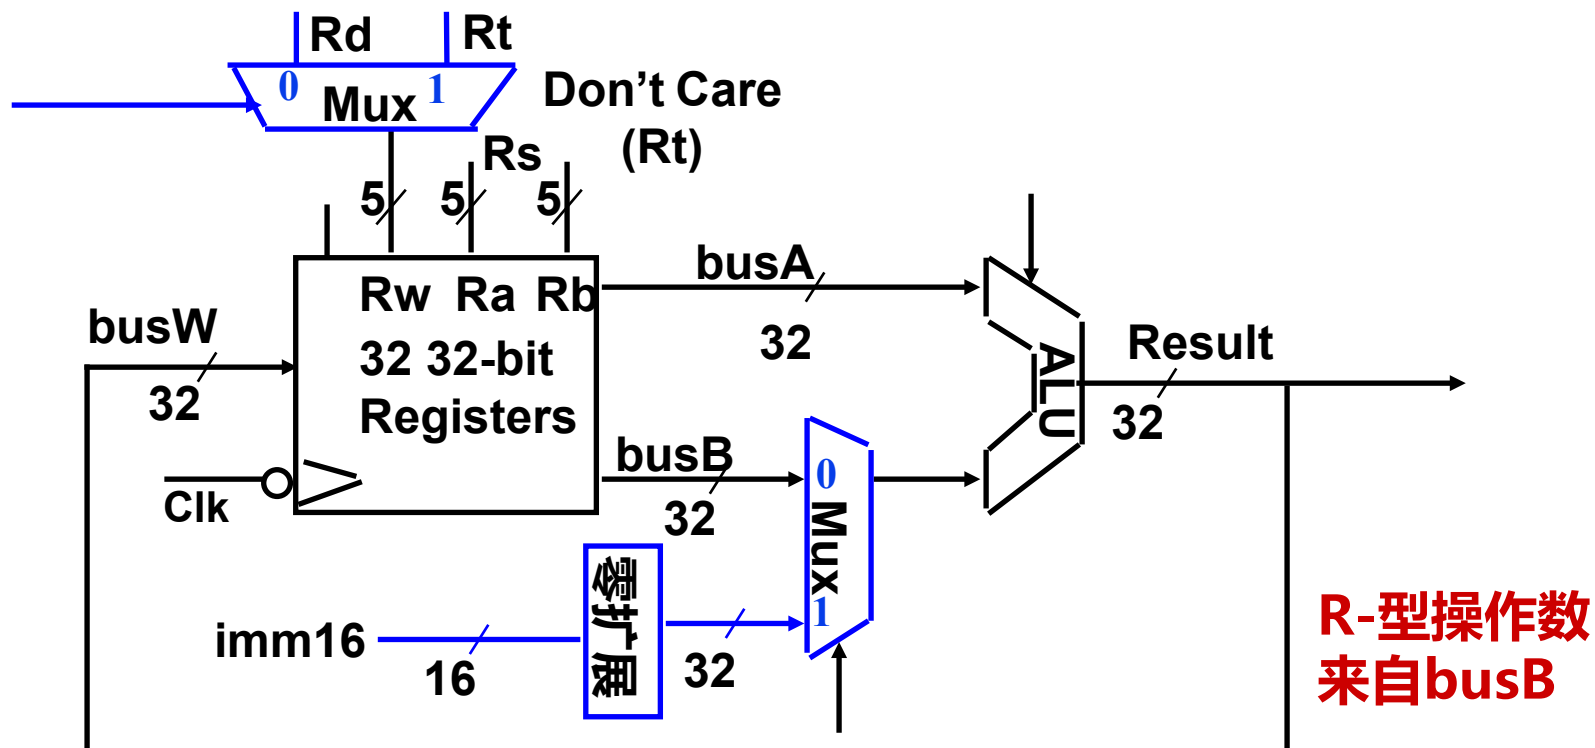 Rd
Rt
0
Mux
1
Don't Care
(Rt)
Rs
5
5
5
Rw Ra Rb
32 32-bit
Registers
busW
32
Clk
busA
32
busB
32
0
Mux
1
ALU
Result
32
imm16
16
零扩展
32
R-型操作数
来自busB